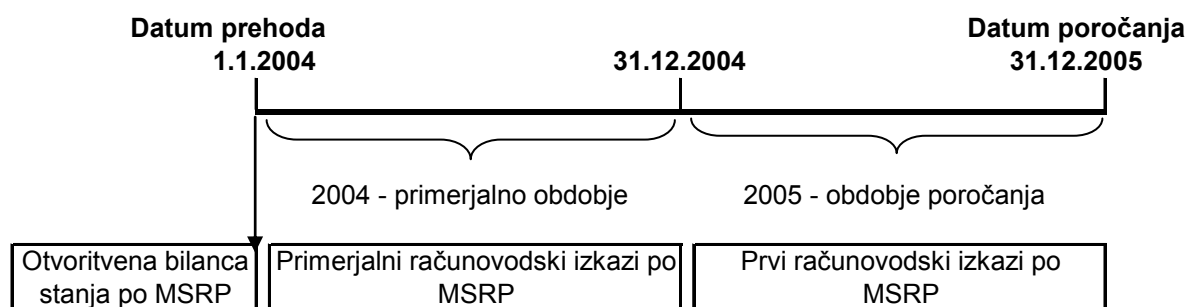 Datum prehoda
1.1.2004
31.12.2004
Datum poročanja
31.12.2005
2004 - primerjalno obdobje
2005 - obdobje poročanja
Otvoritvena bilanca
stanja po MSRP
Primerjalni računovodski izkazi po
MSRP
Prvi računovodski izkazi po
MSRP